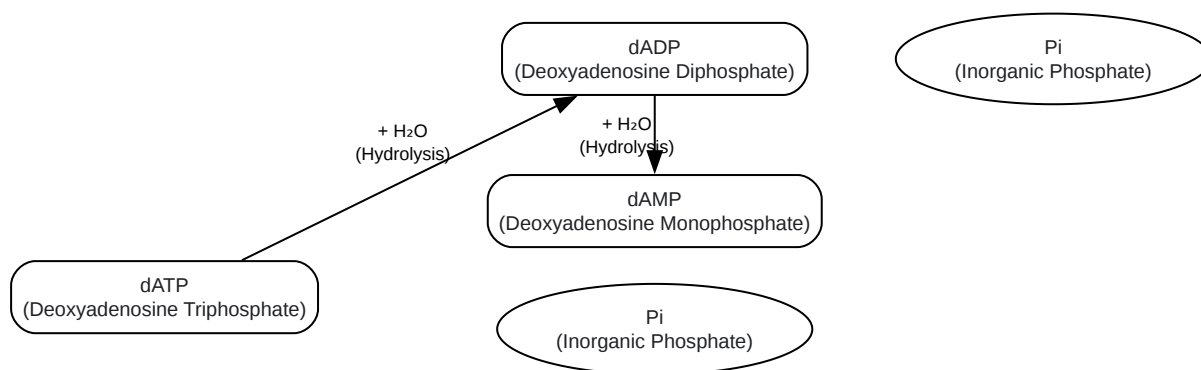 dADP
(Deoxyadenosine Diphosphate)
Pi
(Inorganic Phosphate)
+ H₂O
(Hydrolysis)
+ H₂O
(Hydrolysis)
dAMP
(Deoxyadenosine Monophosphate)
dATP
(Deoxyadenosine Triphosphate)
Pi
(Inorganic Phosphate)